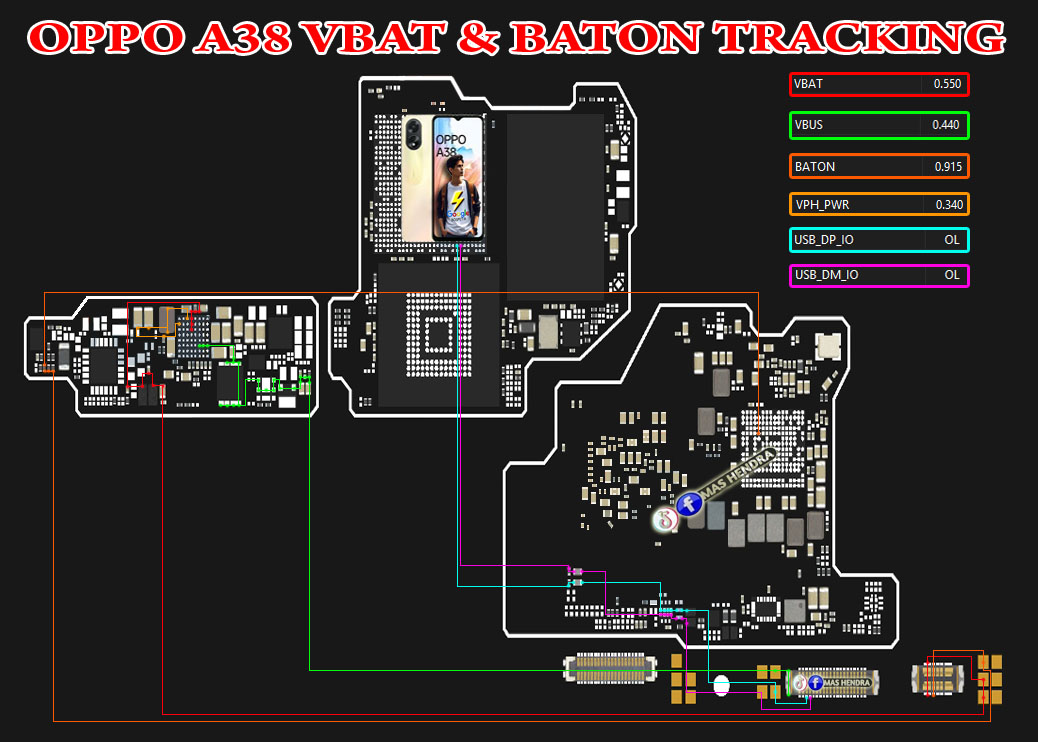 OPPO A38 VBAT & BATON TRACKING
VBAT 0.550
VBUS 0.440
BATON 0.915
VPH_PWR 0.340
USB_DP_IO OL
USB_DM_IO OL
OPPO
A38
Google
MAS HENDRA
MAS HENDRA